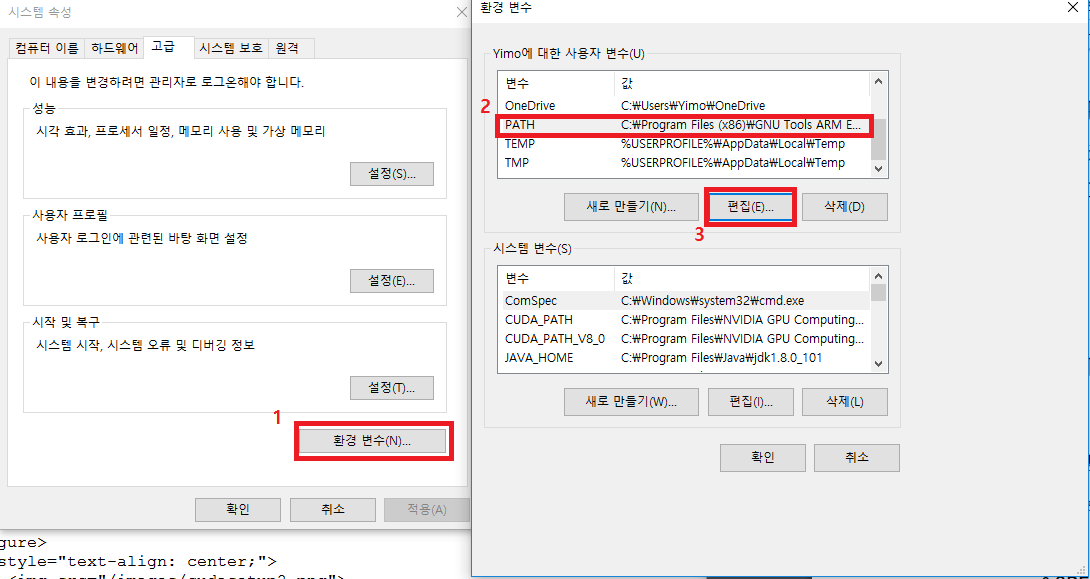 시스템 속성
컴퓨터 이름 하드웨어 고급 시스템 보호 원격
이 내용을 변경하려면 관리자로 로그온해야 합니다.
성능
시각 효과, 프로세서 일정, 메모리 사용 및 가상 메모리
설정(S)...
사용자 프로필
사용자 로그인에 관련된 바탕 화면 설정
설정(E)...
시작 및 복구
시스템 시작, 시스템 오류 및 디버깅 정보
설정(T)...
1
환경 변수(N)...
확인 취소 적용(A)
gure>
style="text-align: center;">
환경 변수
Yimo에 대한 사용자 변수(U)
변수 값
OneDrive C:₩Users₩Yimo₩OneDrive
2
PATH C:₩Program Files (x86)₩GNU Tools ARM E...
TEMP %USERPROFILE%₩AppData₩Local₩Temp
TMP %USERPROFILE%₩AppData₩Local₩Temp
새로 만들기(N)... 편집(E)... 삭제(D)
3
시스템 변수(S)
변수 값
ComSpec C:₩Windows₩system32₩cmd.exe
CUDA_PATH C:₩Program Files₩NVIDIA GPU Computing...
CUDA_PATH_V8_0 C:₩Program Files₩NVIDIA GPU Computing...
JAVA_HOME C:₩Program Files₩Java₩jdk1.8.0_101
새로 만들기(W)... 편집(I)... 삭제(L)
확인 취소